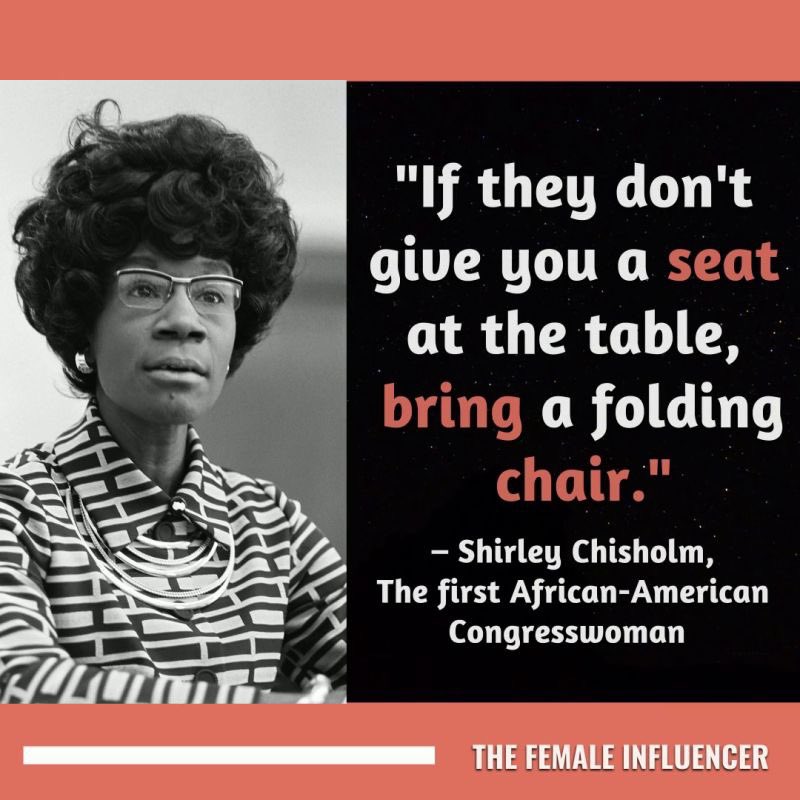 "If they don't
give you a seat
at the table,
bring a folding
chair."
– Shirley Chisholm,
The first African-American
Congresswoman
THE FEMALE INFLUENCER